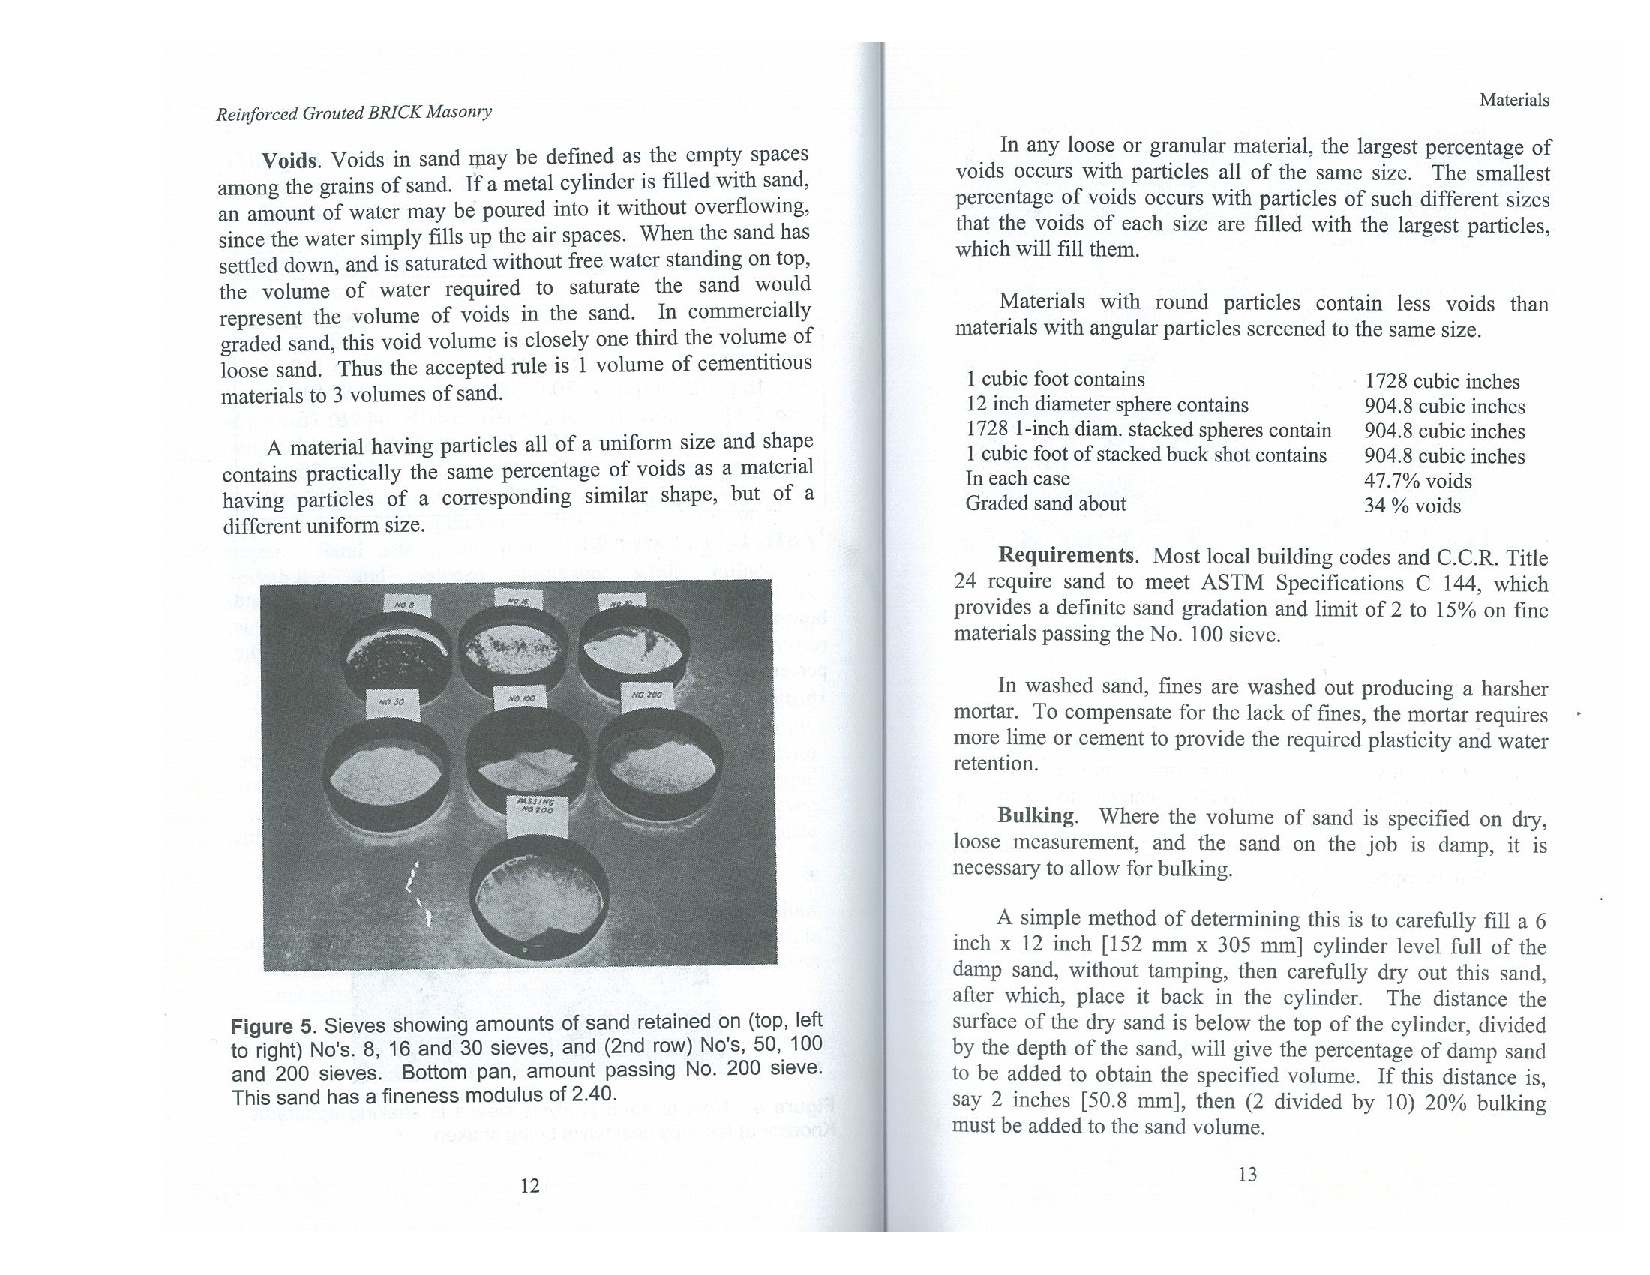 Reinforced Grouted BRICK Masonry
Voids. Voids in sand may be defined as the empty spaces
among the grains of sand. If a metal cylinder is filled with sand,
an amount of water may be poured into it without overflowing,
since the water simply fills up the air spaces. When the sand has
settled down, and is saturated without free water standing on top,
the volume of water required to saturate the sand would
represent the volume of voids in the sand. In commercially
graded sand, this void volume is closely one third the volume of
loose sand. Thus the accepted rule is 1 volume of cementitious
materials to 3 volumes of sand.
A material having particles all of a uniform size and shape
contains practically the same percentage of voids as a material
having particles of a corresponding similar shape, but of a
different uniform size.
NO 8
NO 16
NO 50
NO 100
NO 200
PASSING
NO 200
Figure 5. Sieves showing amounts of sand retained on (top, left
to right) No's. 8, 16 and 30 sieves, and (2nd row) No's, 50, 100
and 200 sieves. Bottom pan, amount passing No. 200 sieve.
This sand has a fineness modulus of 2.40.
12
Materials
In any loose or granular material, the largest percentage of
voids occurs with particles all of the same size. The smallest
percentage of voids occurs with particles of such different sizes
that the voids of each size are filled with the largest particles,
which will fill them.
Materials with round particles contain less voids than
materials with angular particles screened to the same size.
1 cubic foot contains 1728 cubic inches
12 inch diameter sphere contains 904.8 cubic inches
1728 1-inch diam. stacked spheres contain 904.8 cubic inches
1 cubic foot of stacked buck shot contains 904.8 cubic inches
In each case 47.7% voids
Graded sand about 34 % voids
Requirements. Most local building codes and C.C.R. Title
24 require sand to meet ASTM Specifications C 144, which
provides a definite sand gradation and limit of 2 to 15% on fine
materials passing the No. 100 sieve.
In washed sand, fines are washed out producing a harsher
mortar. To compensate for the lack of fines, the mortar requires
more lime or cement to provide the required plasticity and water
retention.
Bulking. Where the volume of sand is specified on dry,
loose measurement, and the sand on the job is damp, it is
necessary to allow for bulking.
A simple method of determining this is to carefully fill a 6
inch x 12 inch [152 mm x 305 mm] cylinder level full of the
damp sand, without tamping, then carefully dry out this sand,
after which, place it back in the cylinder. The distance the
surface of the dry sand is below the top of the cylinder, divided
by the depth of the sand, will give the percentage of damp sand
to be added to obtain the specified volume. If this distance is,
say 2 inches [50.8 mm], then (2 divided by 10) 20% bulking
must be added to the sand volume.
13